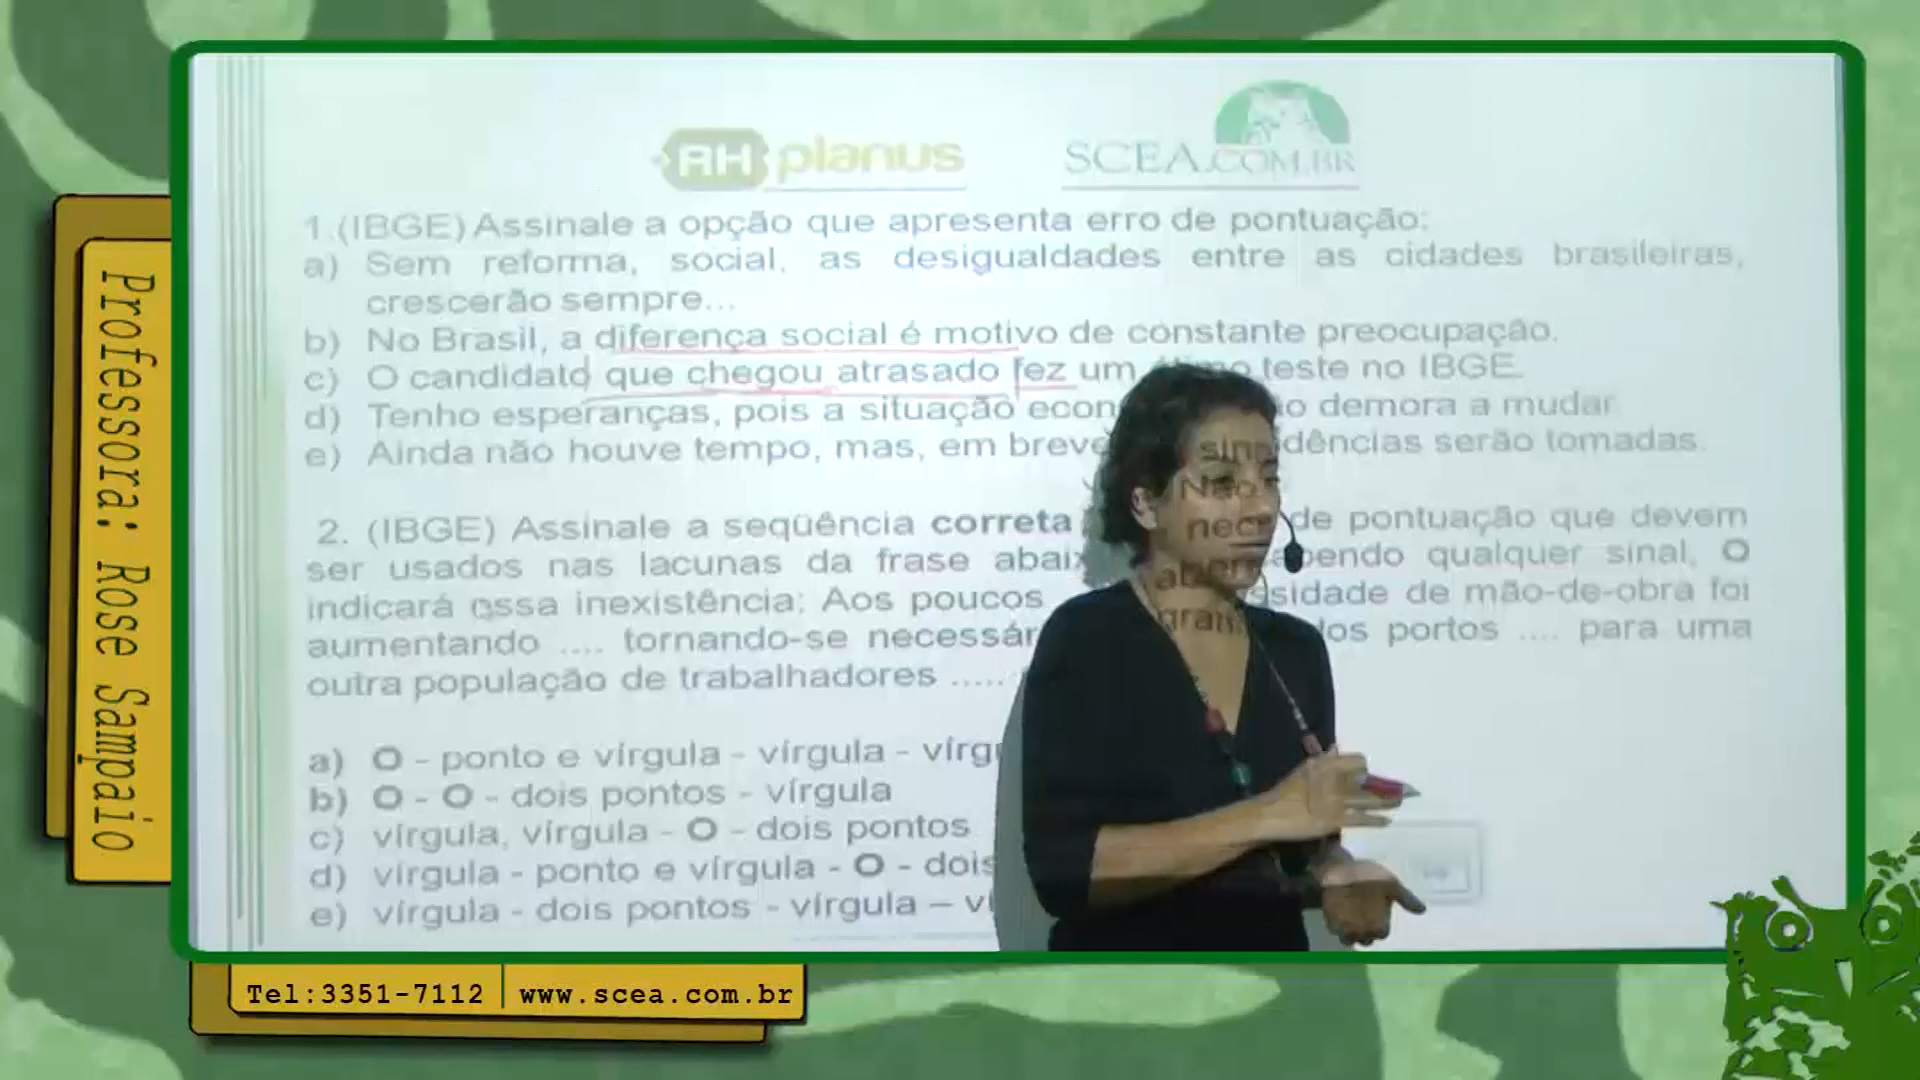 RH planus
SCEA.COM.BR
1.(IBGE) Assinale a opção que apresenta erro de pontuação:
a) Sem reforma, social, as desigualdades entre as cidades brasileiras,
crescerão sempre...
b) No Brasil, a diferença social é motivo de constante preocupação.
c) O candidato que chegou atrasado fez um teste no IBGE.
d) Tenho esperanças, pois a situação demora a mudar.
e) Ainda não houve tempo, mas, em breve serão tomadas.
2. (IBGE) Assinale a seqüência correta de pontuação que devem
ser usados nas lacunas da frase qualquer sinal, O
indicará essa inexistência: Aos poucos de mão-de-obra foi
aumentando ..... tornando-se portos .... para uma
outra população de trabalhadores .....
a) O - ponto e vírgula - vírgula -
b) O - O - dois pontos - vírgula
c) vírgula, vírgula - O - dois pontos
d) vírgula - ponto e vírgula - O -
e) vírgula - dois pontos - vírgula –
Professora: Rose Sampaio
Tel:3351-7112
www.scea.com.br